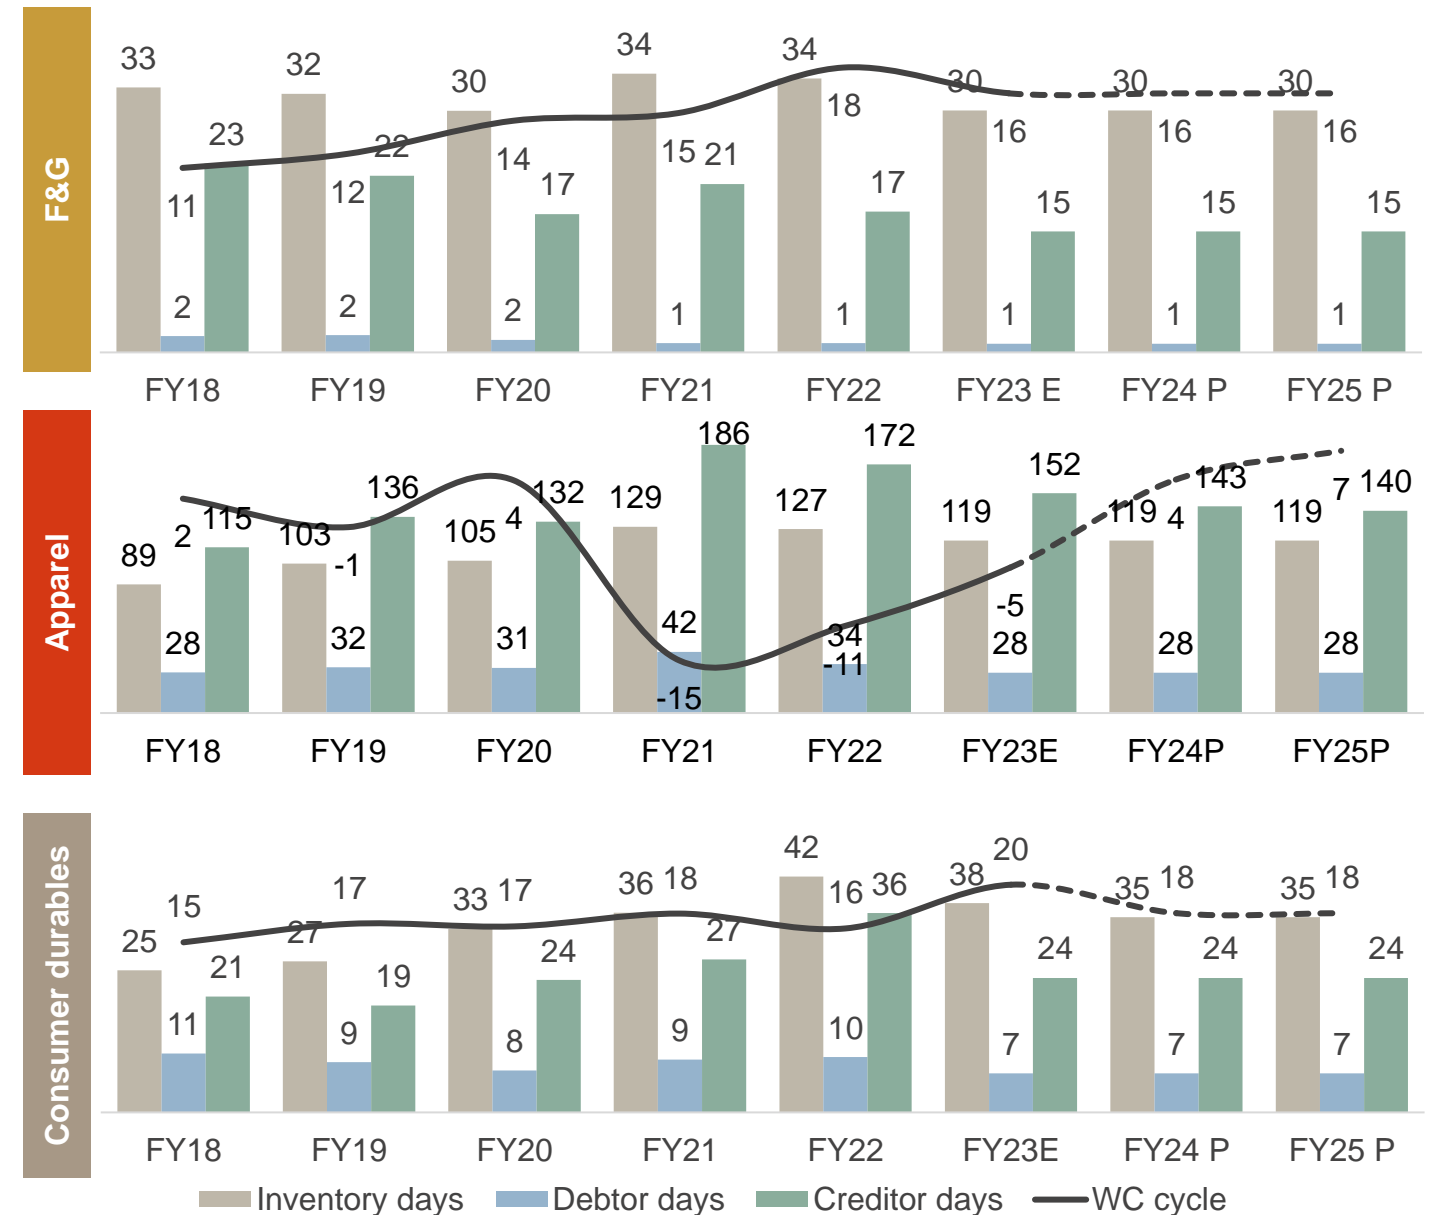 F&G
33 32 30 34 34 30 30 30
11 12 14 15 18 16 16 16
23 22 17 21 17 15 15 15
2 2 2 1 1 1 1 1
FY18 FY19 FY20 FY21 FY22 FY23 E FY24 P FY25 P
Apparel
89 103 105 129 127 119 119 119
2 -1 4 -15 -11 -5 4 7
115 136 132 186 172 152 143 140
28 32 31 42 34 28 28 28
FY18 FY19 FY20 FY21 FY22 FY23E FY24P FY25P
Consumer durables
25 27 33 36 42 38 35 35
15 17 17 18 16 20 18 18
21 19 24 27 36 24 24 24
11 9 8 9 10 7 7 7
FY18 FY19 FY20 FY21 FY22 FY23E FY24 P FY25 P
Inventory days Debtor days Creditor days WC cycle